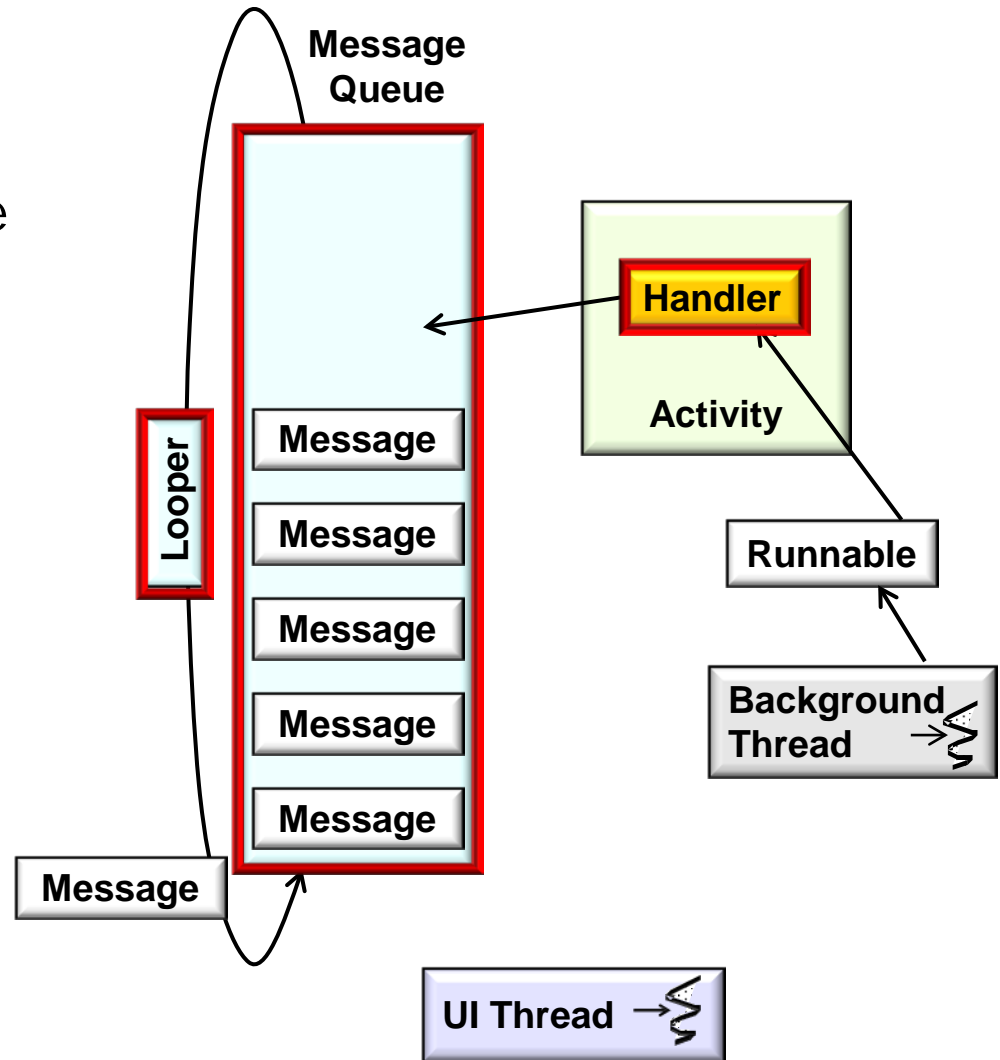 Message
Queue
e
Handler
Activity
Looper
Message
Message
Message
Message
Message
Runnable
Background
Thread
Message
UI Thread